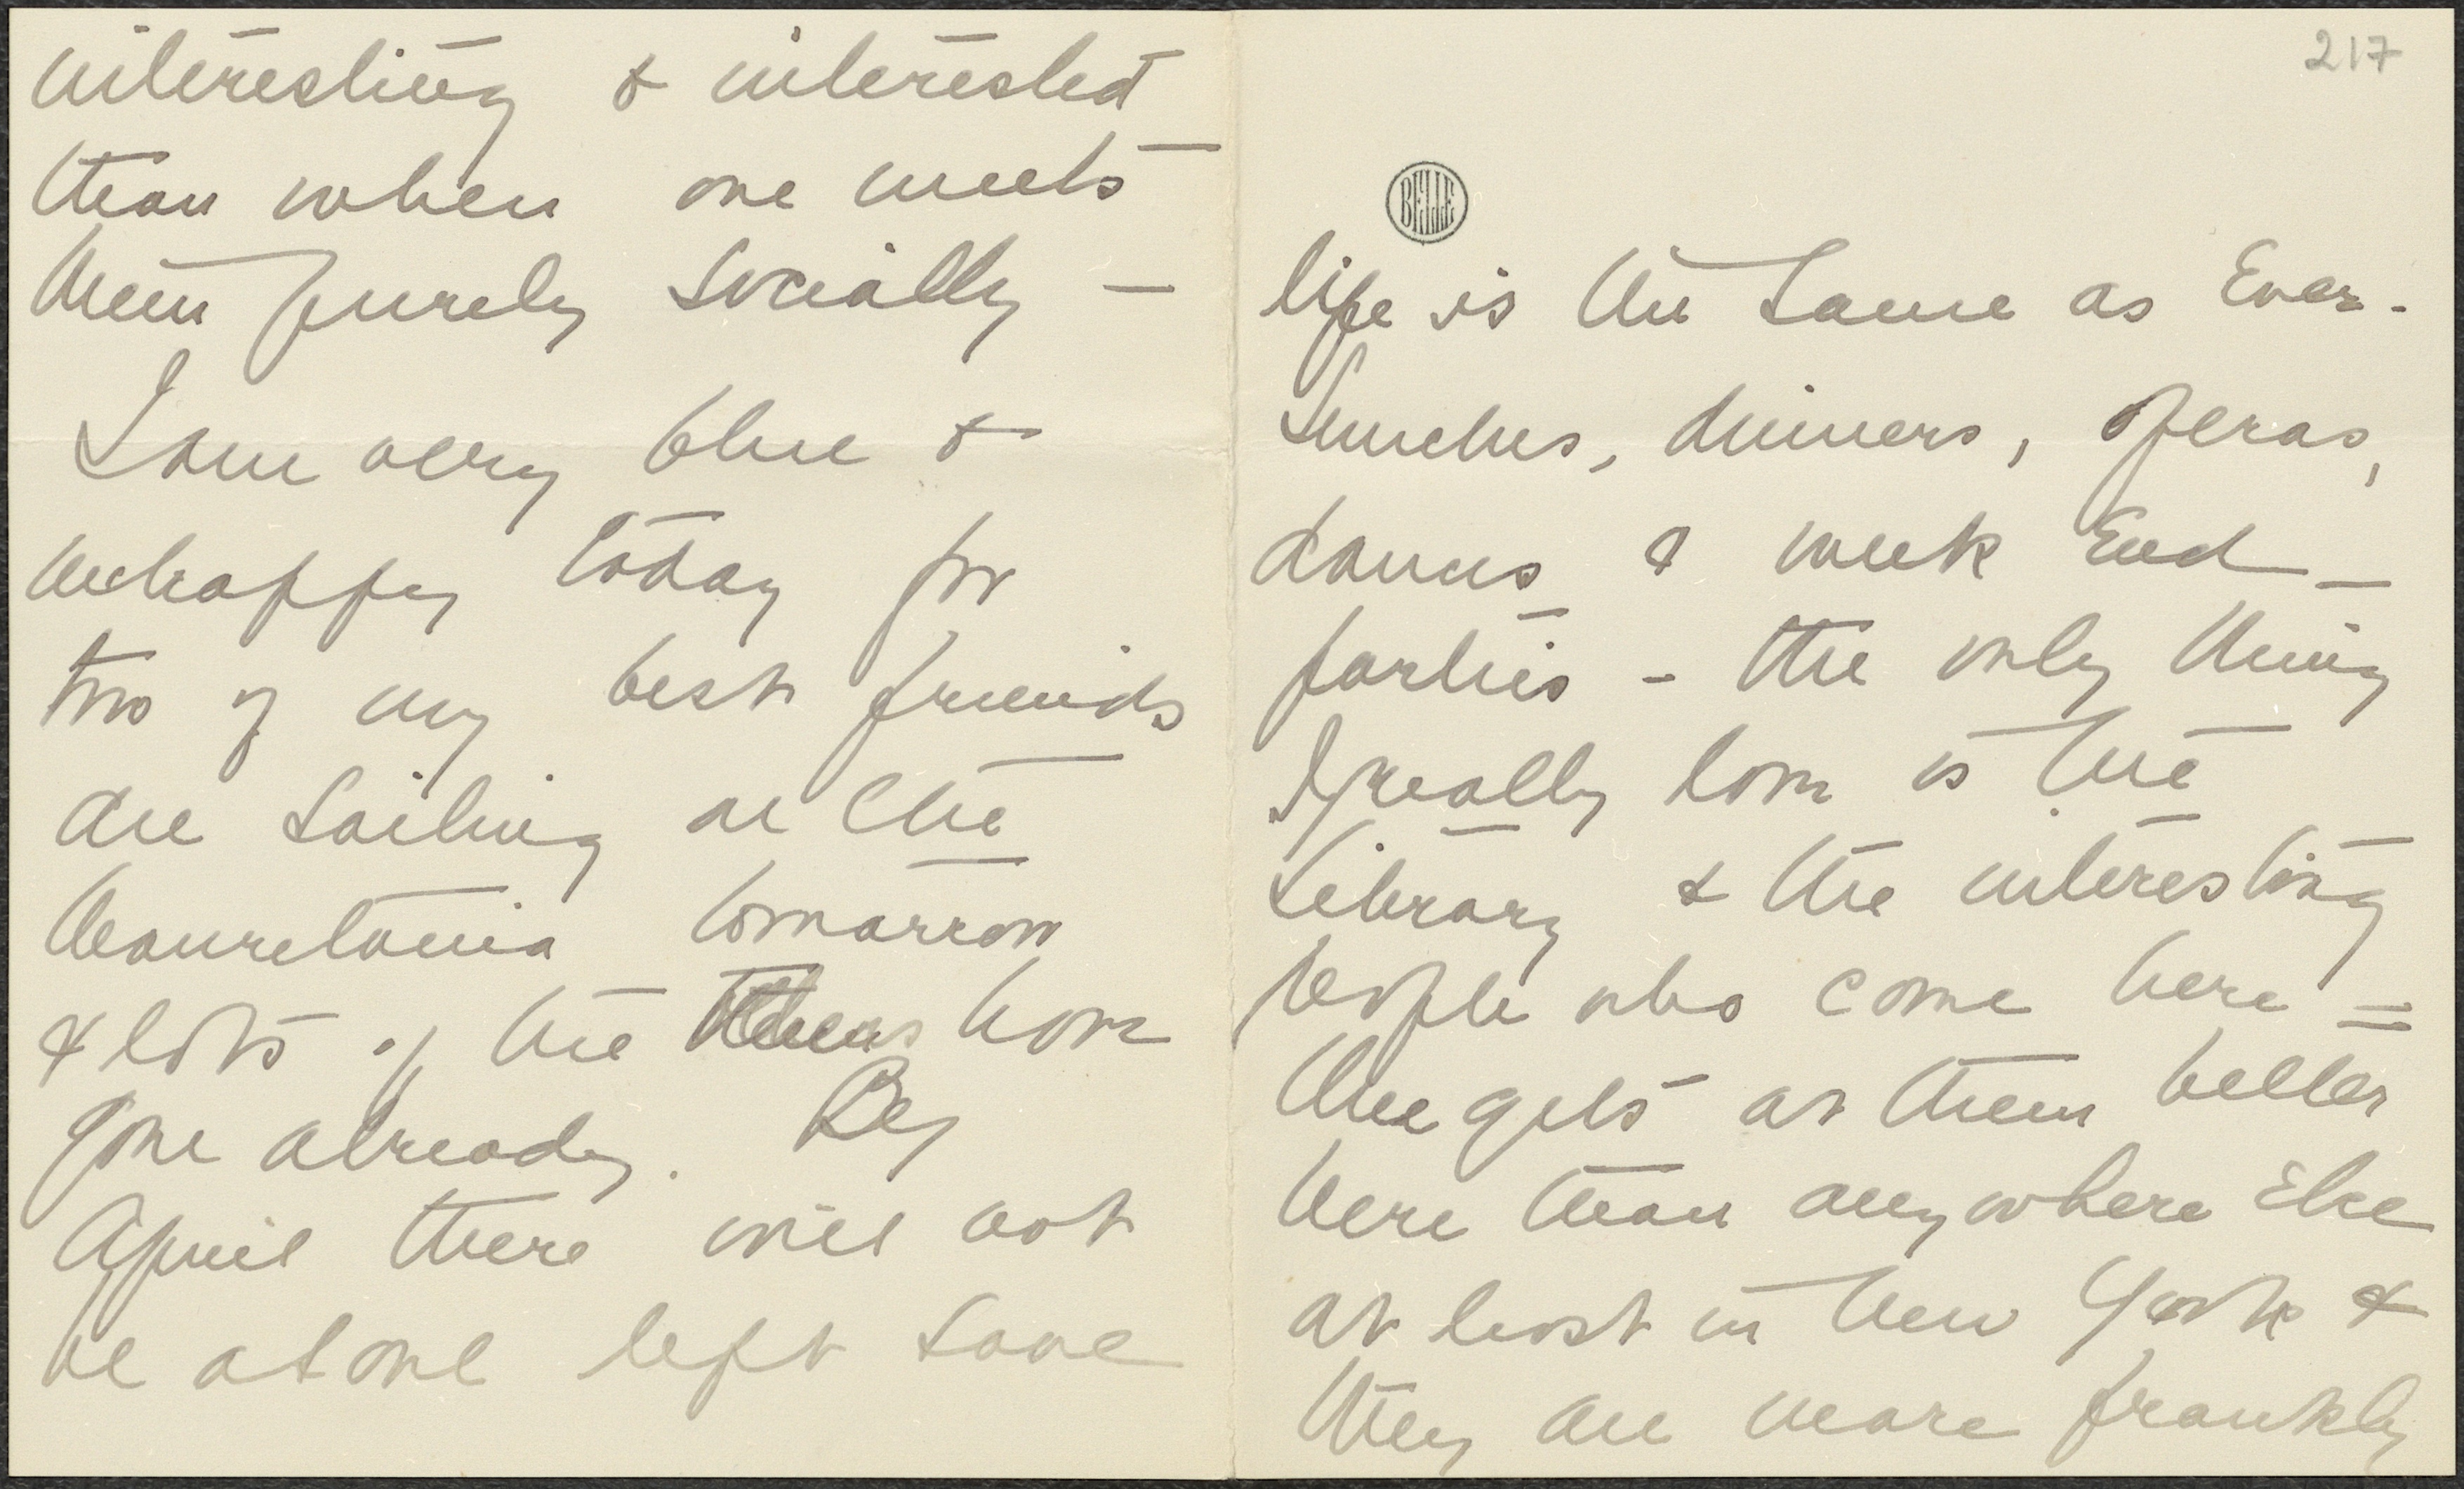 interesting & interested
than when one meets
them purely socially —
I am very blue &
unhappy today for
two of my best friends
are sailing on the
Mauretania tomorrow
& lots of the have
gone already. By
April there will not
be a soul left save
217
BELLE
life is the same as Ever -
Lunches, dinners, operas,
dances & week End —
parties - the only thing
I really love is the
Library & the interesting
people who come here =
One gets at them better
here than anywhere Else
at least in New York &
they are more frankly